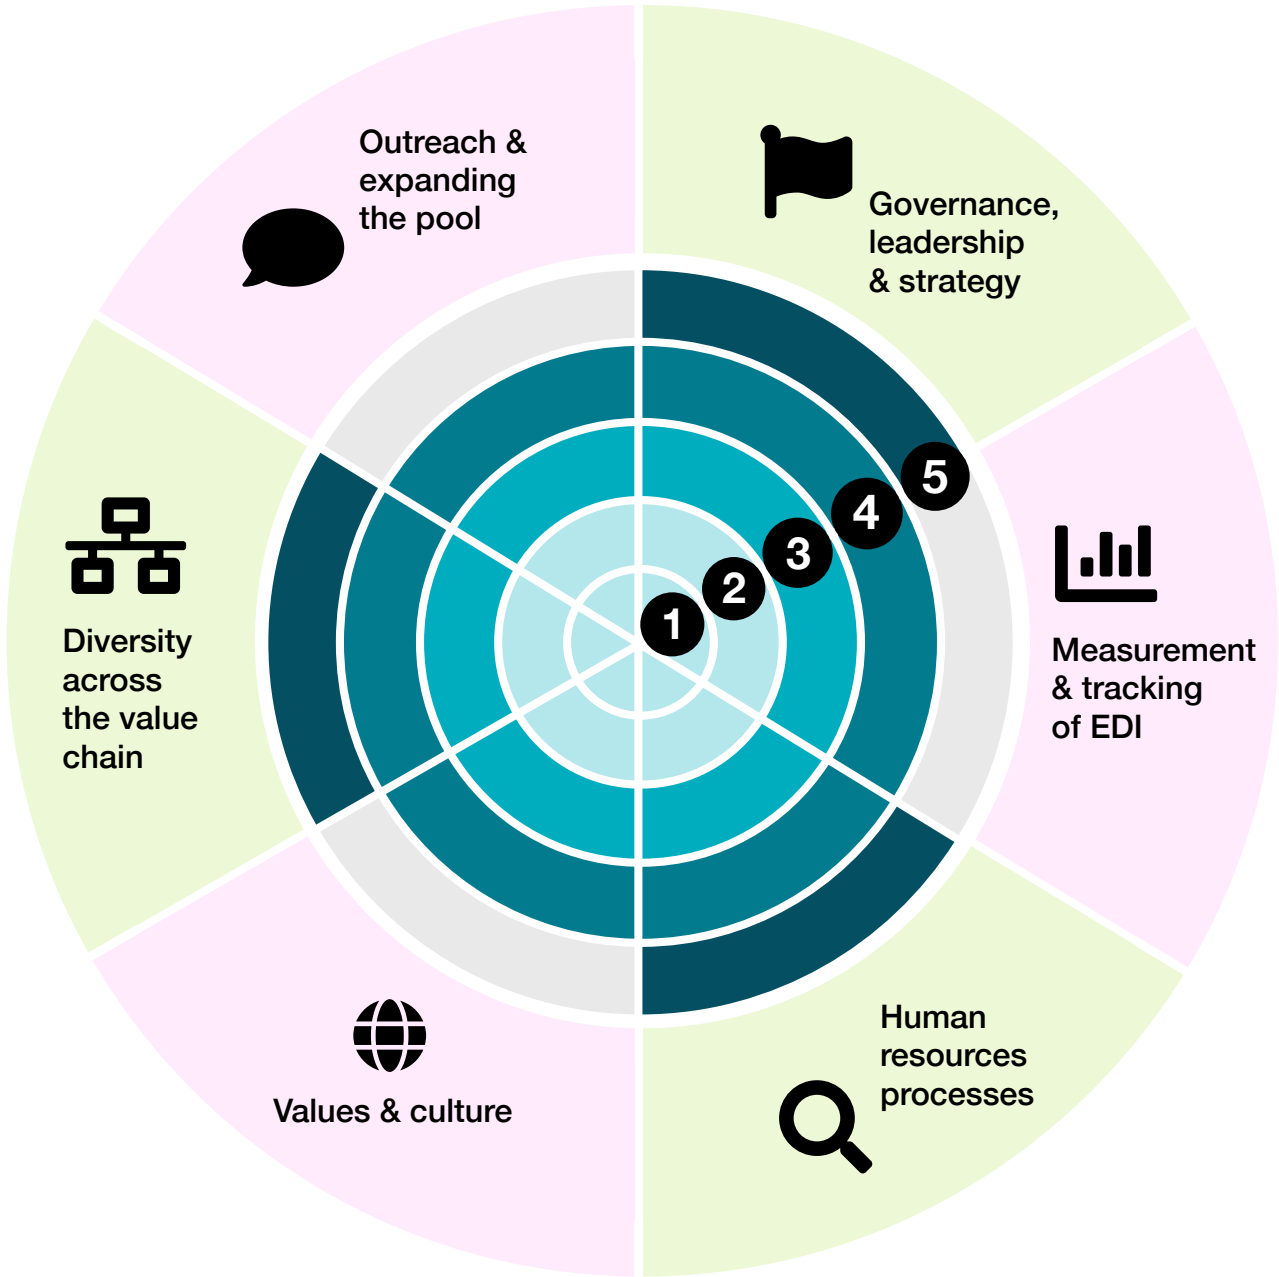 Outreach &
expanding
the pool
Governance,
leadership
& strategy
5
4
3
2
1
Diversity
across
the value
chain
Measurement
& tracking
of EDI
Human
resources
processes
Values & culture